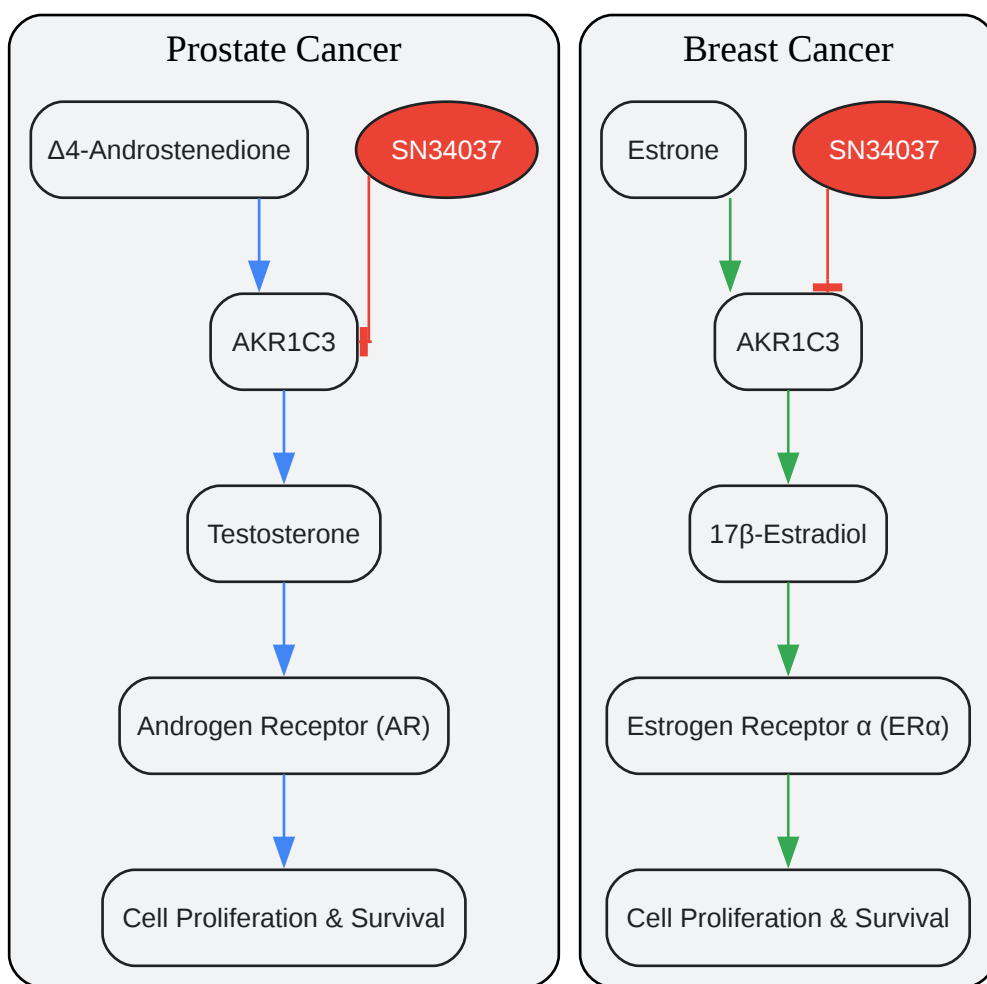 Prostate Cancer
Δ4-Androstenedione
SN34037
AKR1C3
Testosterone
Androgen Receptor (AR)
Cell Proliferation & Survival
Breast Cancer
Estrone
SN34037
AKR1C3
17β-Estradiol
Estrogen Receptor α (ERα)
Cell Proliferation & Survival